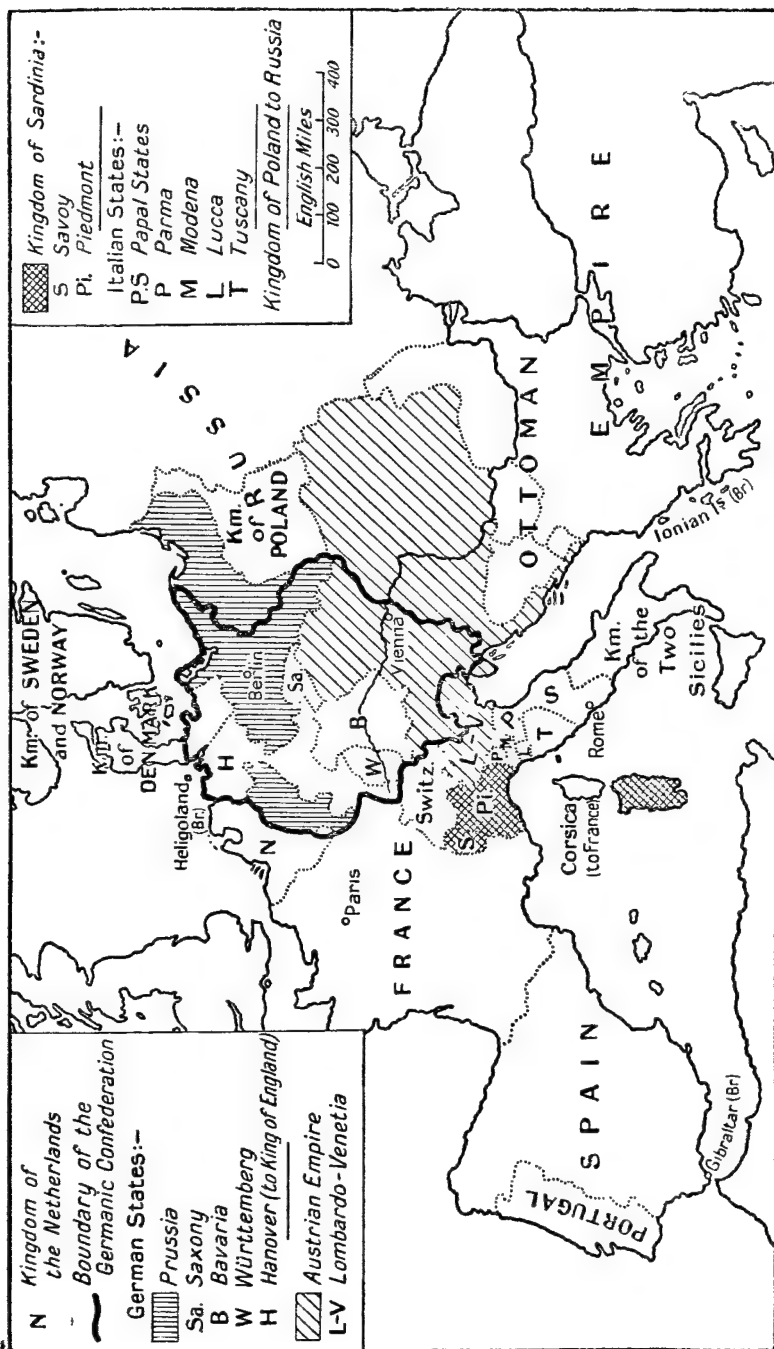 N Kingdom of
the Netherlands
Boundary of the
Germanic Confederation
German States:-
Prussia
Sa. Saxony
B Bavaria
W Württemberg
H Hanover (to King of England)
Austrian Empire
L-V Lombardo-Venetia
Kingdom of Sardinia:-
S Savoy
Pi. Piedmont
Italian States:-
P.S Papal States
P Parma
M Modena
L Lucca
T Tuscany
Kingdom of Poland to Russia
English Miles
0 100 200 300 400
Km. of SWEDEN
and NORWAY
Km.
of
DENMARK
Heligoland
(Br.)
RUSSIA
Km.
of
POLAND
H
Berlin
Sa.
N
Paris
W
B
Vienna
FRANCE
Switz.
L-V
S
Pi
P.
M.
L
T
P
S
Rome
Corsica
(to France)
Km.
of the
Two
Sicilies
OTTOMAN
EMPIRE
Ionian Is (Br)
SPAIN
PORTUGAL
Gibraltar (Br)